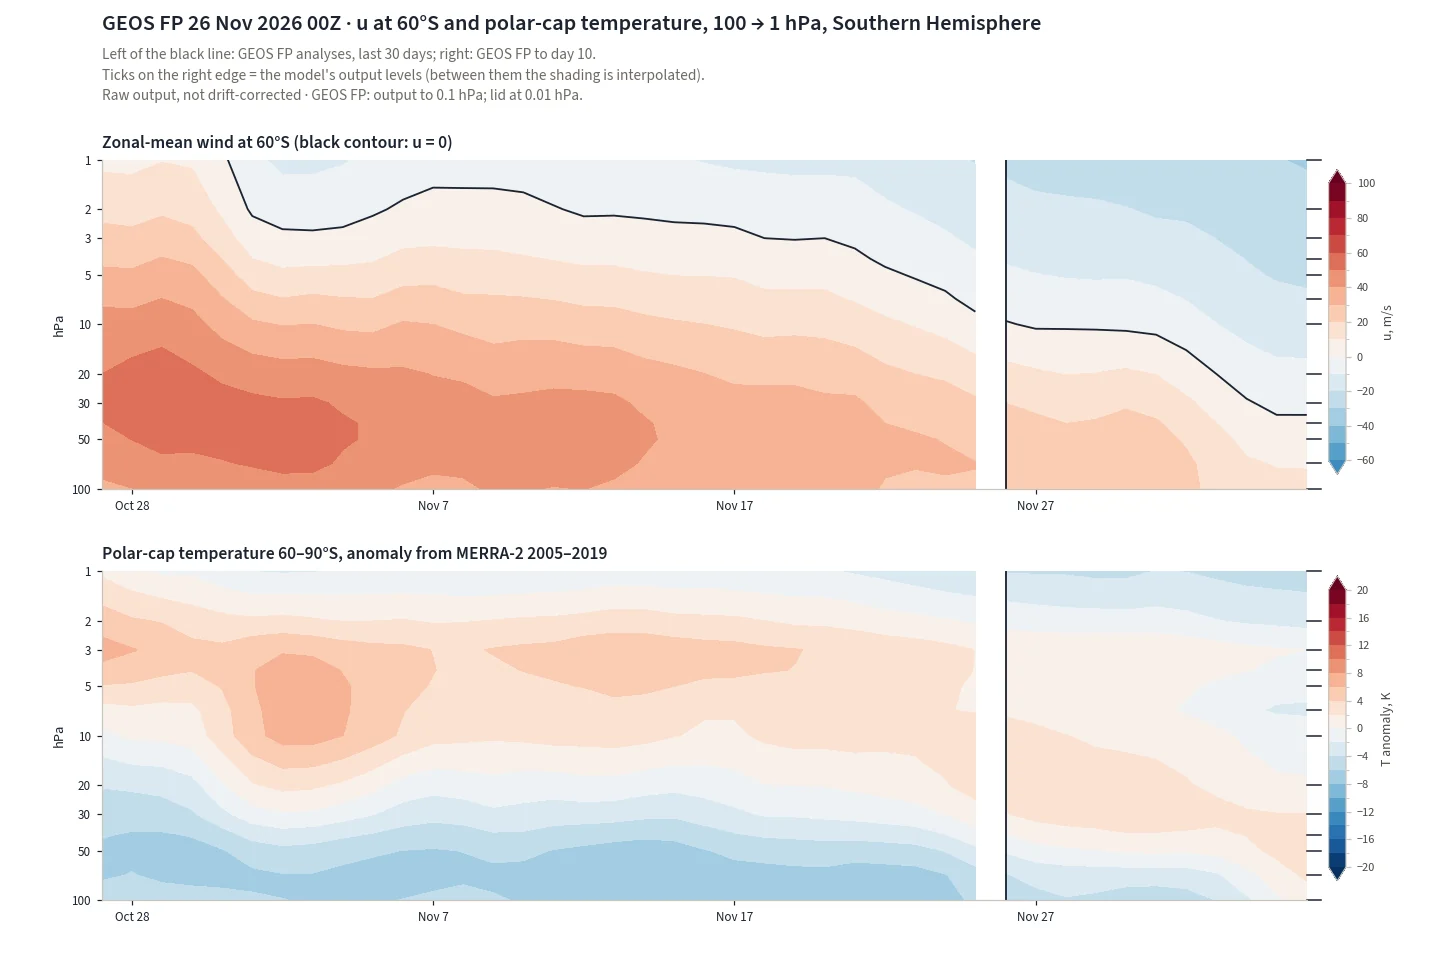 GEOS FP 26 Nov 2026 00Z · u at 60°S and polar-cap temperature, 100 → 1 hPa, Southern Hemisphere
Left of the black line: GEOS FP analyses, last 30 days; right: GEOS FP to day 10.
Ticks on the right edge = the model's output levels (between them the shading is interpolated).
Raw output, not drift-corrected · GEOS FP: output to 0.1 hPa; lid at 0.01 hPa.
Zonal-mean wind at 60°S (black contour: u = 0)
1
2
3
5
10
20
30
50
100
hPa
Oct 28
Nov 7
Nov 17
Nov 27
100
80
60
40
20
0
−20
−40
−60
u, m/s
Polar-cap temperature 60–90°S, anomaly from MERRA-2 2005–2019
1
2
3
5
10
20
30
50
100
hPa
Oct 28
Nov 7
Nov 17
Nov 27
20
16
12
8
4
0
−4
−8
−12
−16
−20
T anomaly, K